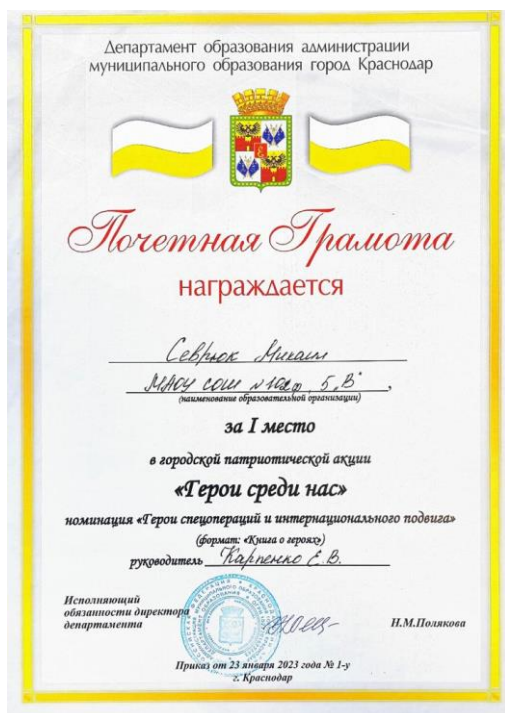 Департамент образования администрации
муниципального образования город Краснодар
Почетная Грамота
награждается
Севрюк Михаил
МАОУ СОШ № 102 5 „В"
(наименование образовательной организации)
за I место
в городской патриотической акции
«Герои среди нас»
номинация «Герои спецопераций и интернационального подвига»
(формат: «Книга о героях»)
руководитель Карпенко Е.В.
Исполняющий
обязанности директора
департамента
Н.М.Полякова
Приказ от 23 января 2023 года № 1-у
г. Краснодар